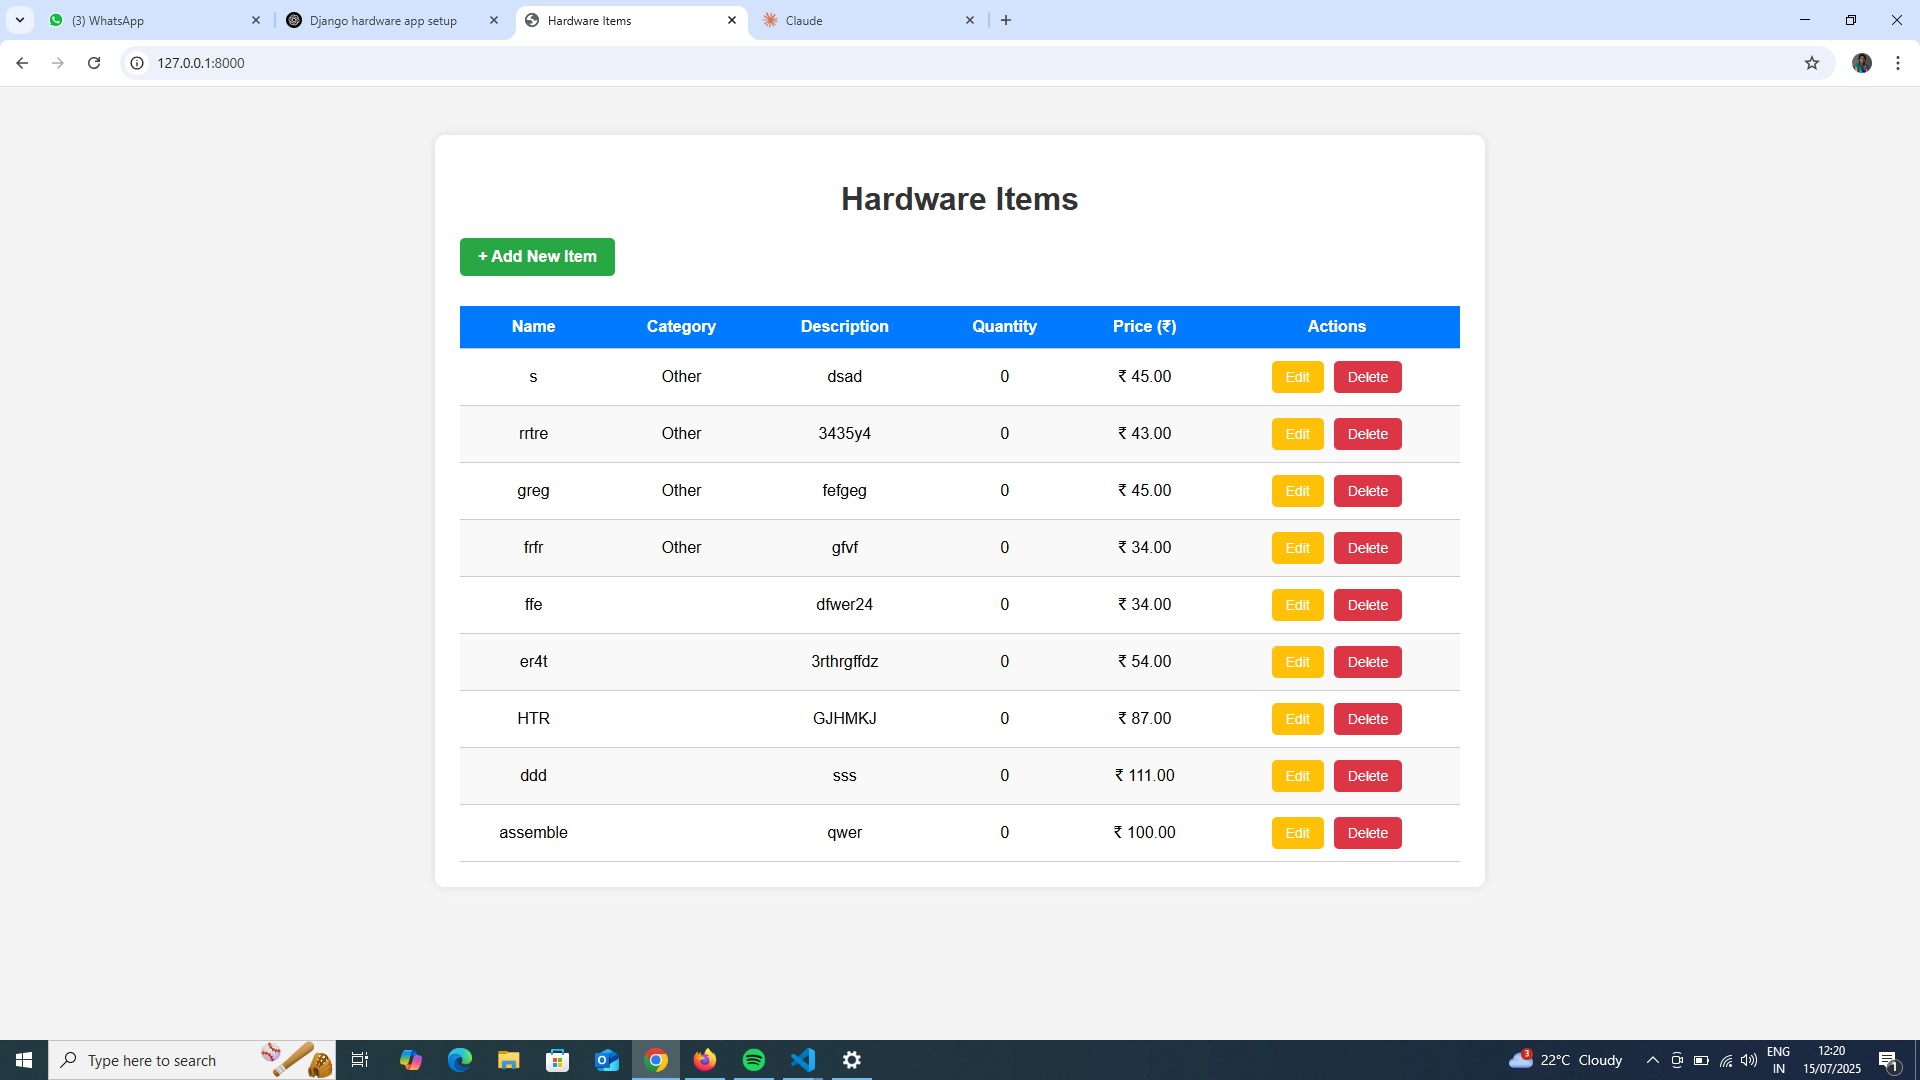 (3) WhatsApp
Django hardware app setup
Hardware Items
Claude
127.0.0.1:8000
Hardware Items
+ Add New Item
Name Category Description Quantity Price (₹) Actions
s Other dsad 0 ₹ 45.00 Edit Delete
rrtre Other 3435y4 0 ₹ 43.00 Edit Delete
greg Other fefgeg 0 ₹ 45.00 Edit Delete
frfr Other gfvf 0 ₹ 34.00 Edit Delete
ffe dfwer24 0 ₹ 34.00 Edit Delete
er4t 3rthrgffdz 0 ₹ 54.00 Edit Delete
HTR GJHMKJ 0 ₹ 87.00 Edit Delete
ddd sss 0 ₹ 111.00 Edit Delete
assemble qwer 0 ₹ 100.00 Edit Delete
Type here to search
3
22°C Cloudy
ENG
IN
12:20
15/07/2025
1